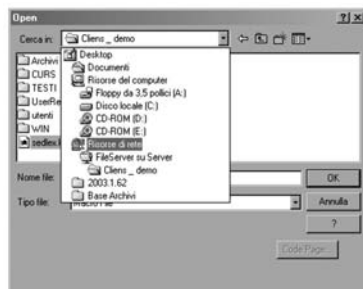 Open
Cerca in: Cliens _ demo
Desktop
Documenti
Risorse del computer
Floppy da 3,5 pollici (A:)
Disco locale (C:)
CD-ROM (D:)
CD-ROM (E:)
Risorse di rete
FileServer su Server
Cliens _ demo
2003.1.62
Base Archivi
Archivi
CURS
TESTI
UserRe
utenti
WIN
sedlex.
Nome file:
OK
Tipo file: Macro File
Annulla
?
Code Page...